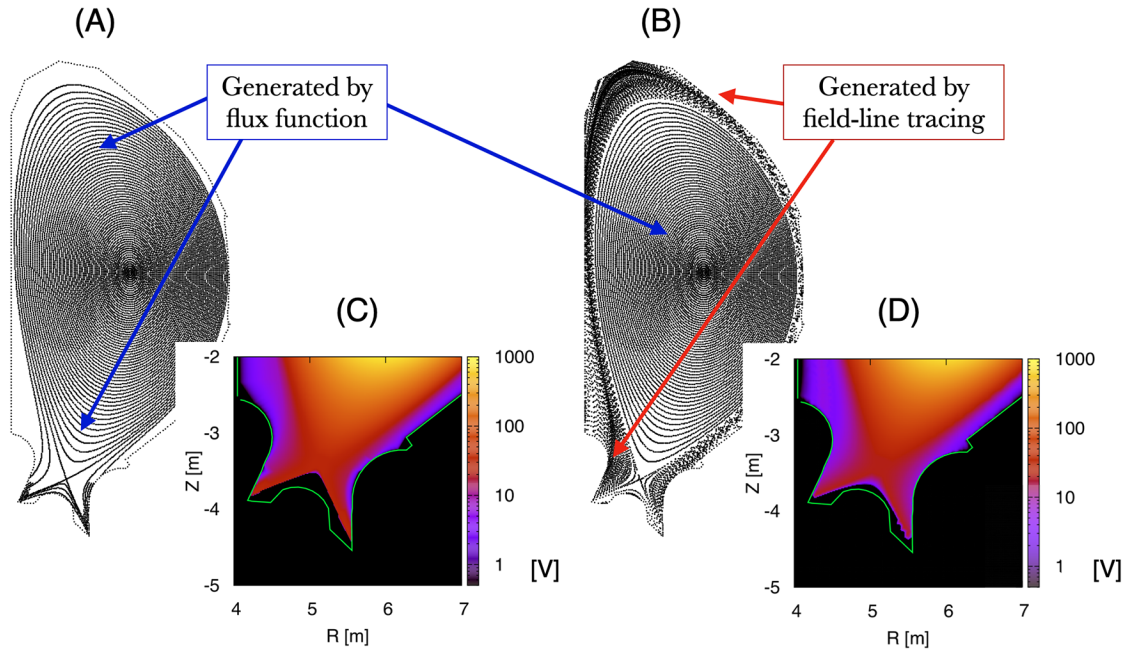 (A)
(B)
Generated by
flux function
Generated by
field-line tracing
(C)
(D)
-2
-3
-4
-5
Z [m]
4
5
6
7
R [m]
1000
100
10
1
[V]
-2
-3
-4
-5
Z [m]
4
5
6
7
R [m]
1000
100
10
1
[V]